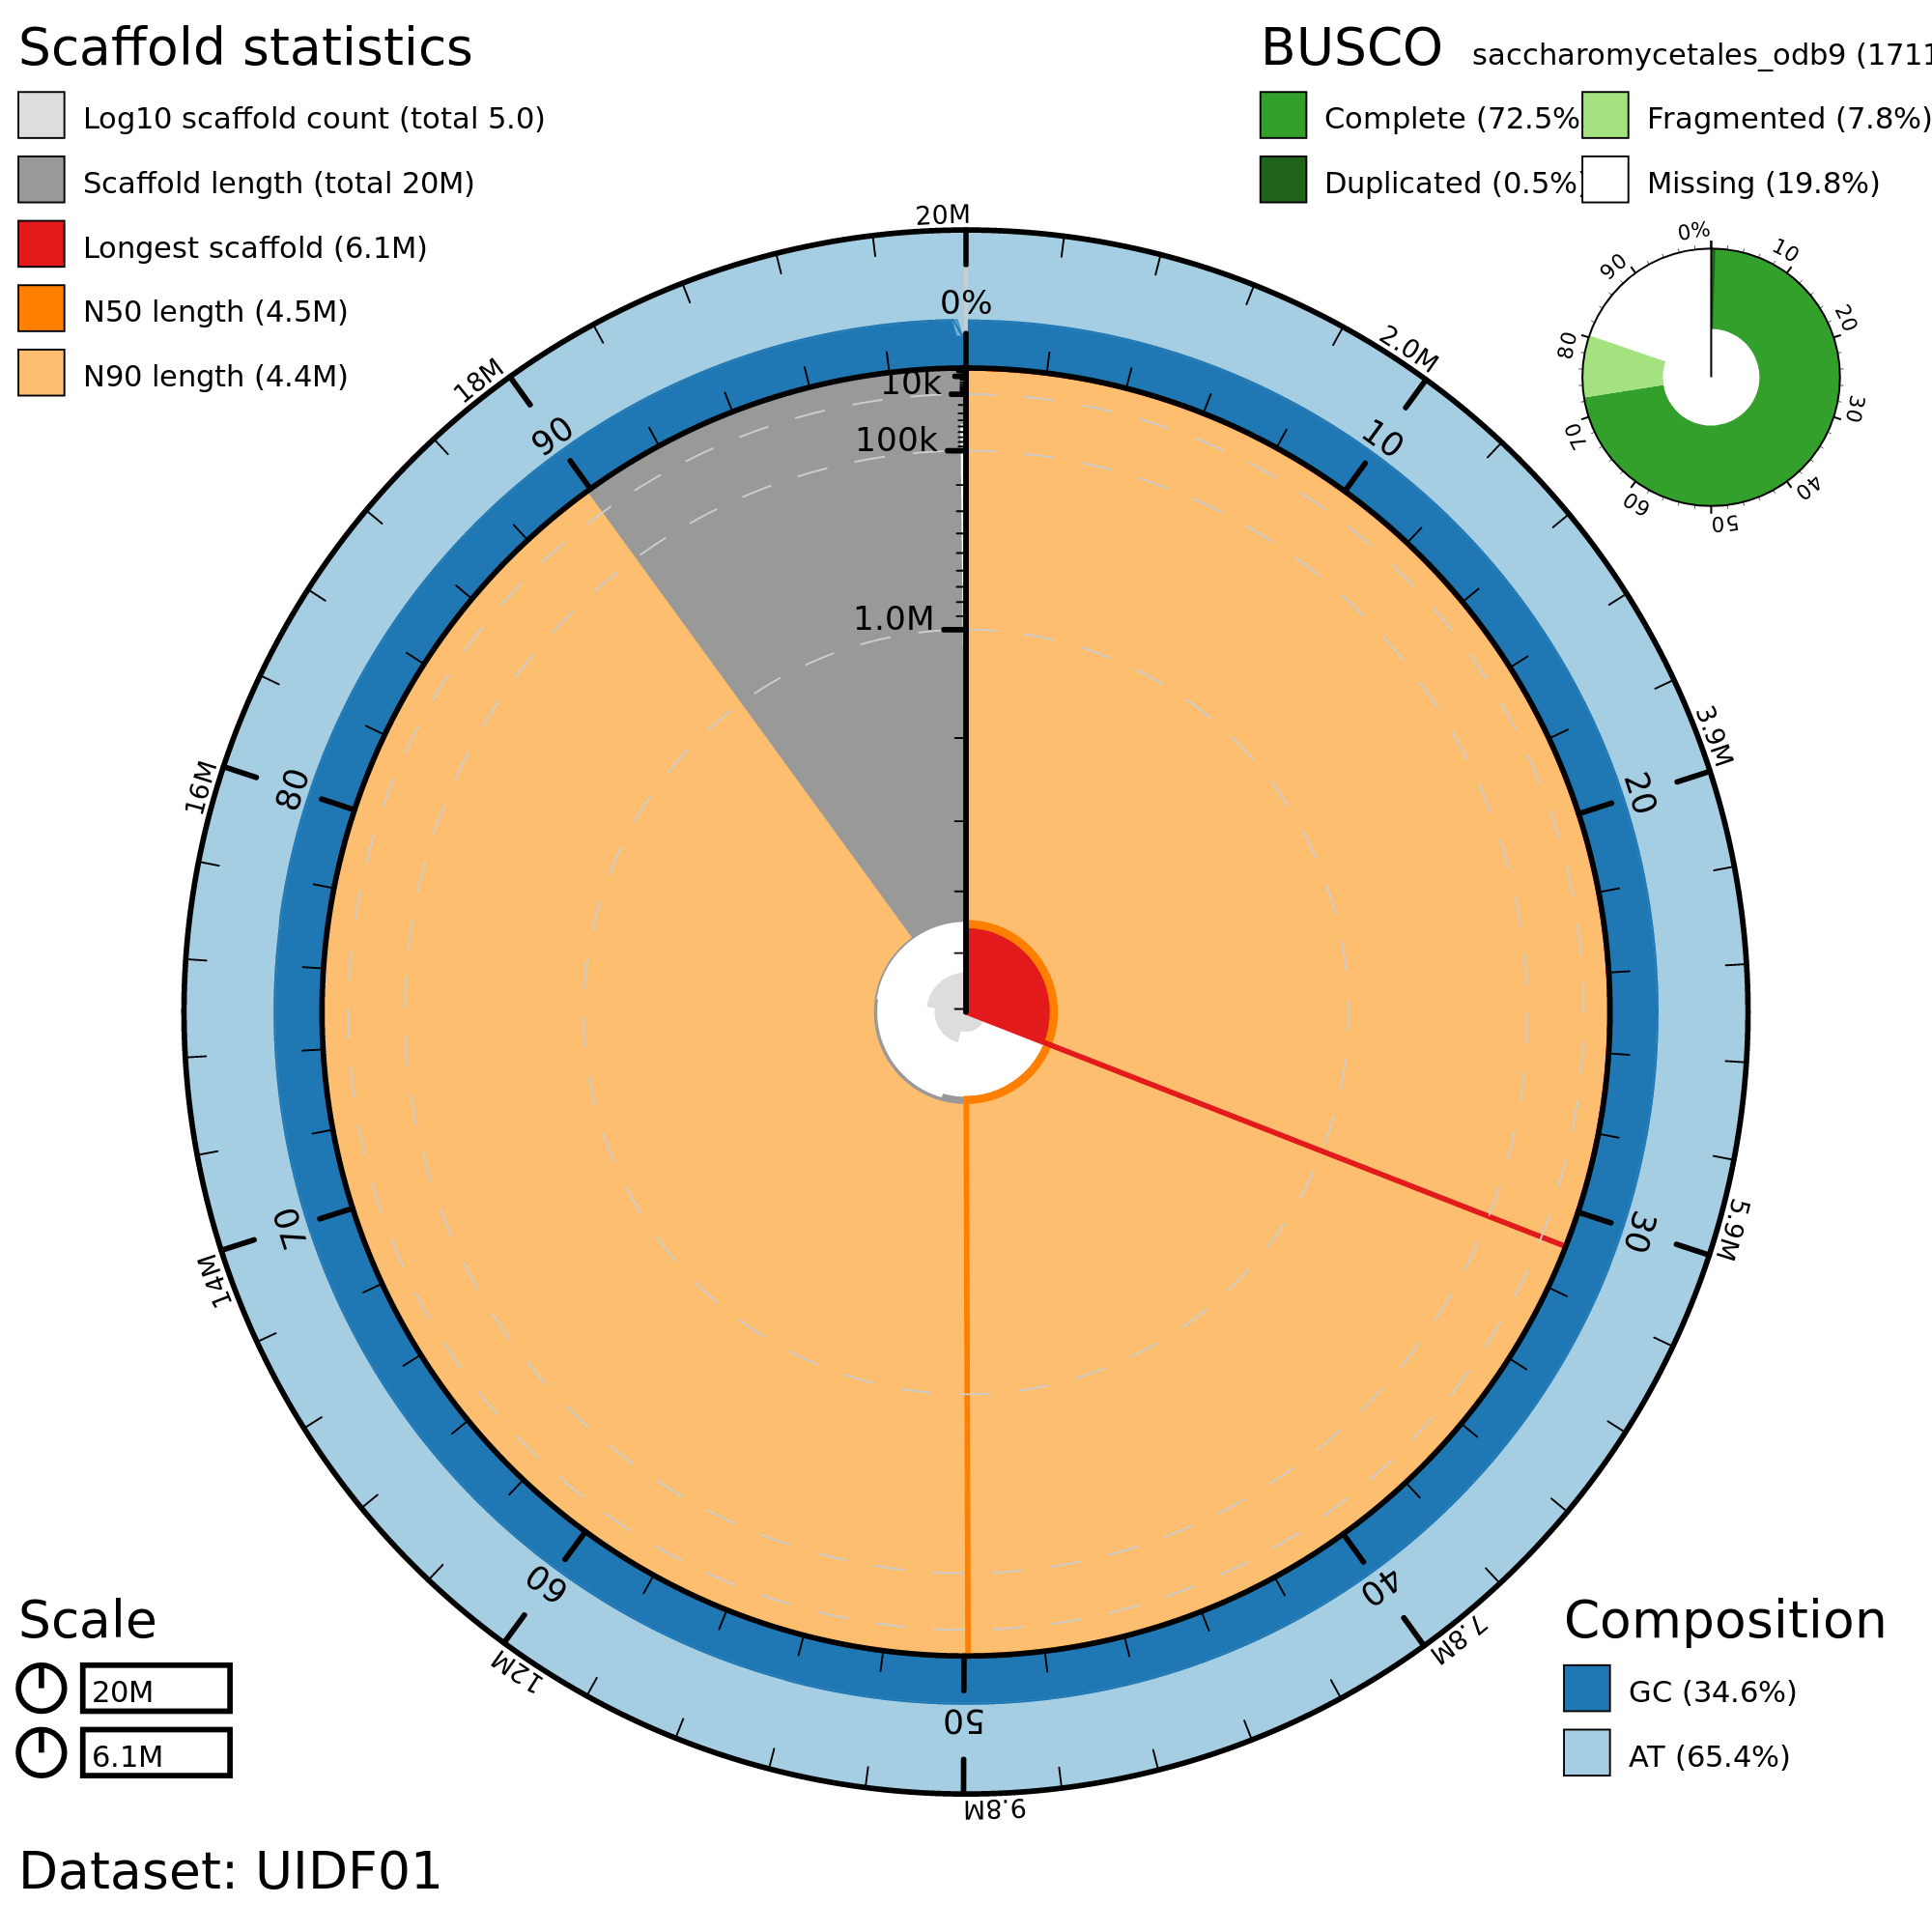 Scaffold statistics
Log10 scaffold count (total 5.0)
Scaffold length (total 20M)
Longest scaffold (6.1M)
N50 length (4.5M)
N90 length (4.4M)
BUSCO saccharomycetales_odb9 (1711
Complete (72.5% Fragmented (7.8%)
Duplicated (0.5%) Missing (19.8%)
0%
10
20
30
40
50
60
70
80
90
20M
2.0M
3.9M
5.9M
7.8M
9.8M
12M
14M
16M
18M
0%
10
20
30
40
50
60
70
80
90
10k
100k
1.0M
Scale
20M
6.1M
Composition
GC (34.6%)
AT (65.4%)
Dataset: UIDF01